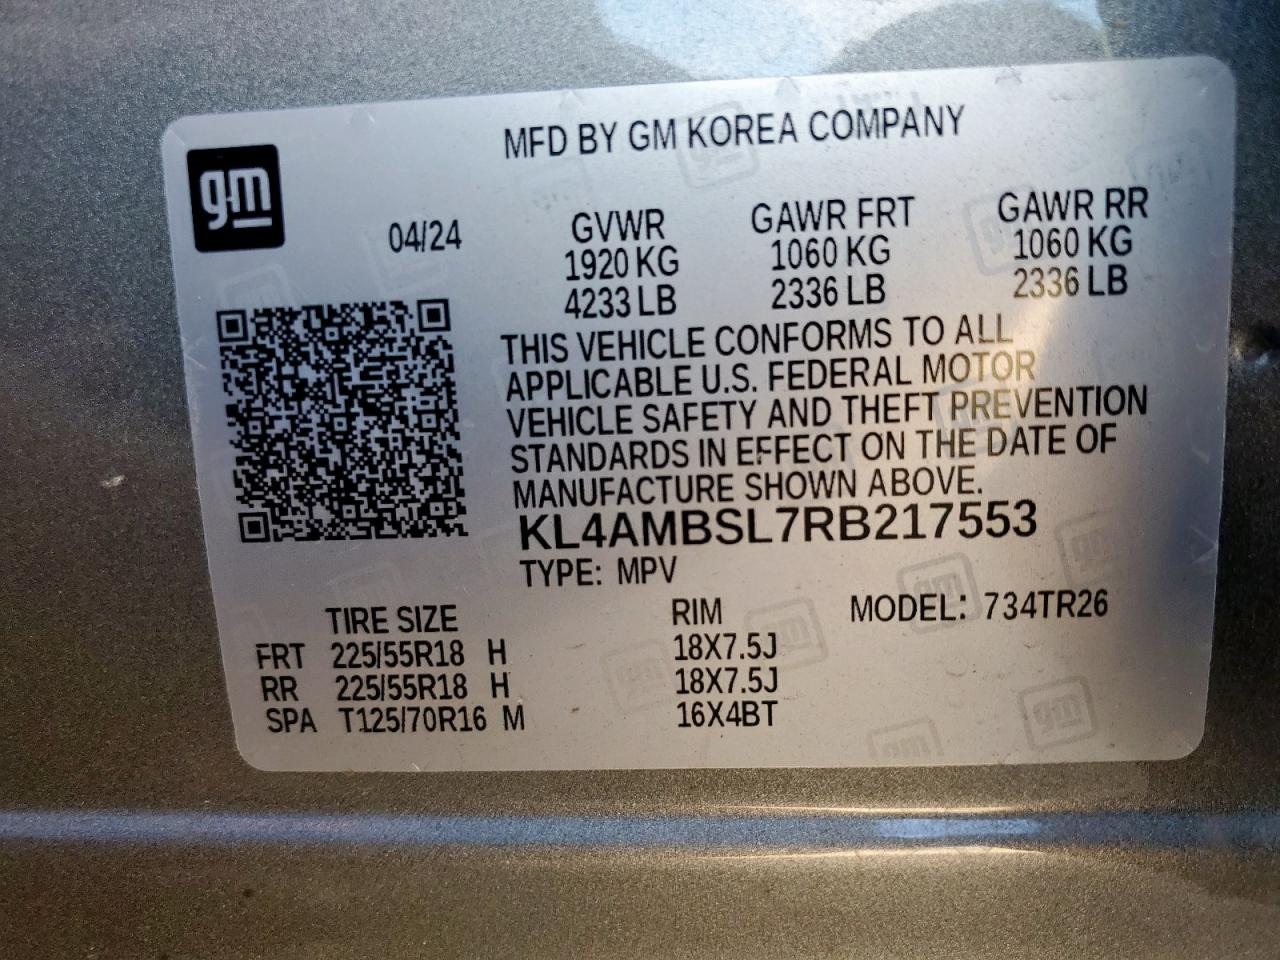 MFD BY GM KOREA COMPANY
gm
04/24
GVWR
1920 KG
4233 LB
GAWR FRT
1060 KG
2336 LB
GAWR RR
1060 KG
2336 LB
THIS VEHICLE CONFORMS TO ALL
APPLICABLE U.S. FEDERAL MOTOR
VEHICLE SAFETY AND THEFT PREVENTION
STANDARDS IN EFFECT ON THE DATE OF
MANUFACTURE SHOWN ABOVE.
KL4AMBSL7RB217553
TYPE: MPV
TIRE SIZE RIM MODEL: 734TR26
FRT 225/55R18 H 18X7.5J
RR 225/55R18 H 18X7.5J
SPA T125/70R16 M 16X4BT